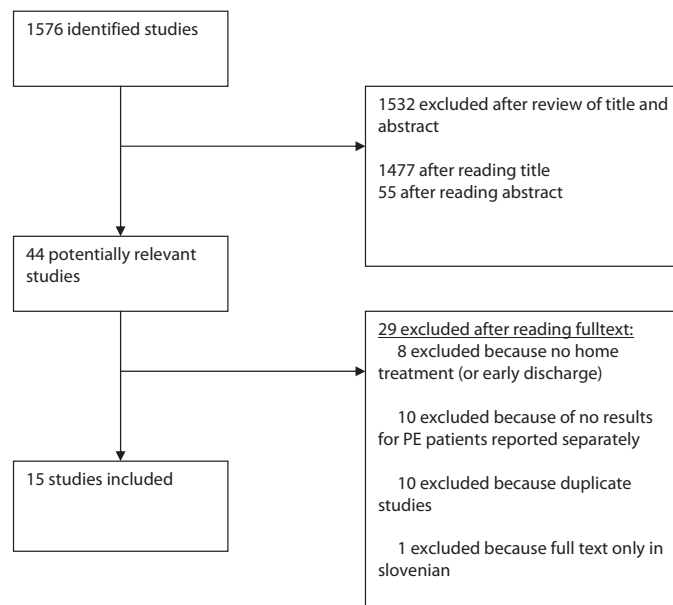 1576 identified studies
1532 excluded after review of title and
abstract
1477 after reading title
55 after reading abstract
44 potentially relevant
studies
29 excluded after reading fulltext:
8 excluded because no home
treatment (or early discharge)
10 excluded because of no results
for PE patients reported separately
10 excluded because duplicate
studies
1 excluded because full text only in
slovenian
15 studies included